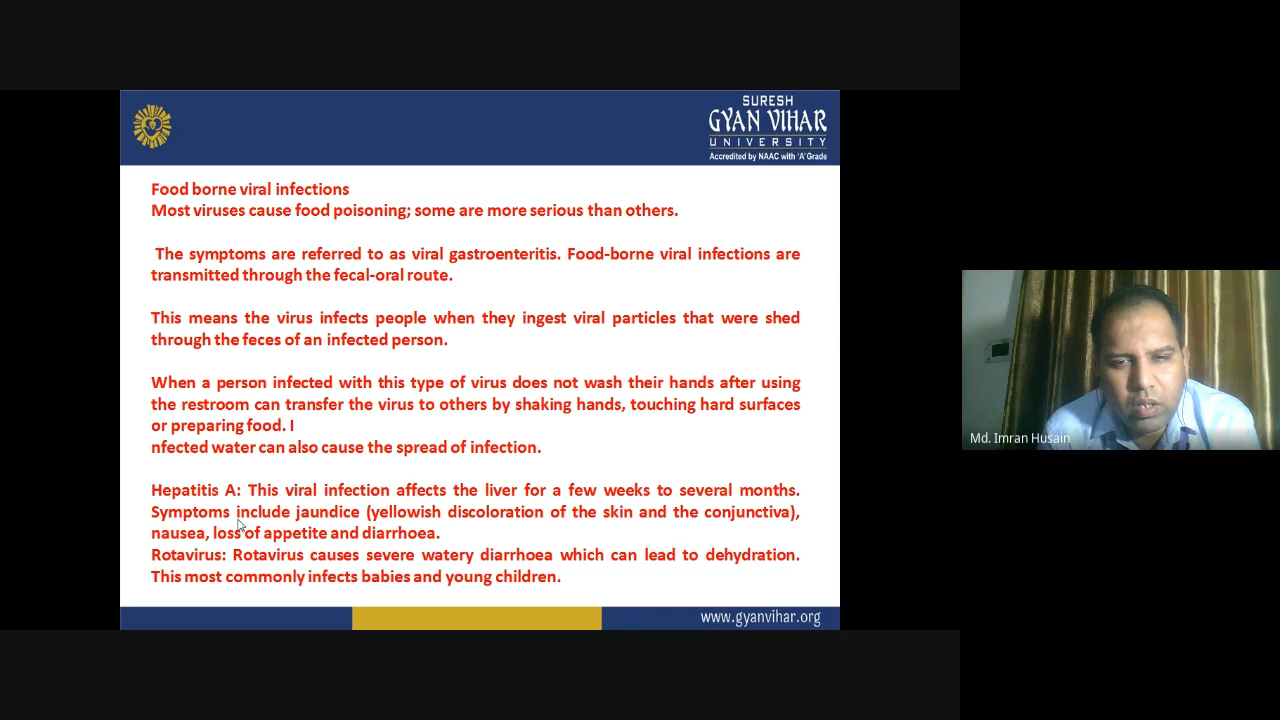 SURESH
GYAN VIHAR
UNIVERSITY
Accredited by NAAC with 'A' Grade
Food borne viral infections
Most viruses cause food poisoning; some are more serious than others.
The symptoms are referred to as viral gastroenteritis. Food-borne viral infections are
transmitted through the fecal-oral route.
This means the virus infects people when they ingest viral particles that were shed
through the feces of an infected person.
When a person infected with this type of virus does not wash their hands after using
the restroom can transfer the virus to others by shaking hands, touching hard surfaces
or preparing food. I
nfected water can also cause the spread of infection.
Hepatitis A: This viral infection affects the liver for a few weeks to several months.
Symptoms include jaundice (yellowish discoloration of the skin and the conjunctiva),
nausea, loss of appetite and diarrhoea.
Rotavirus: Rotavirus causes severe watery diarrhoea which can lead to dehydration.
This most commonly infects babies and young children.
www.gyanvihar.org
Md. Imran Husain